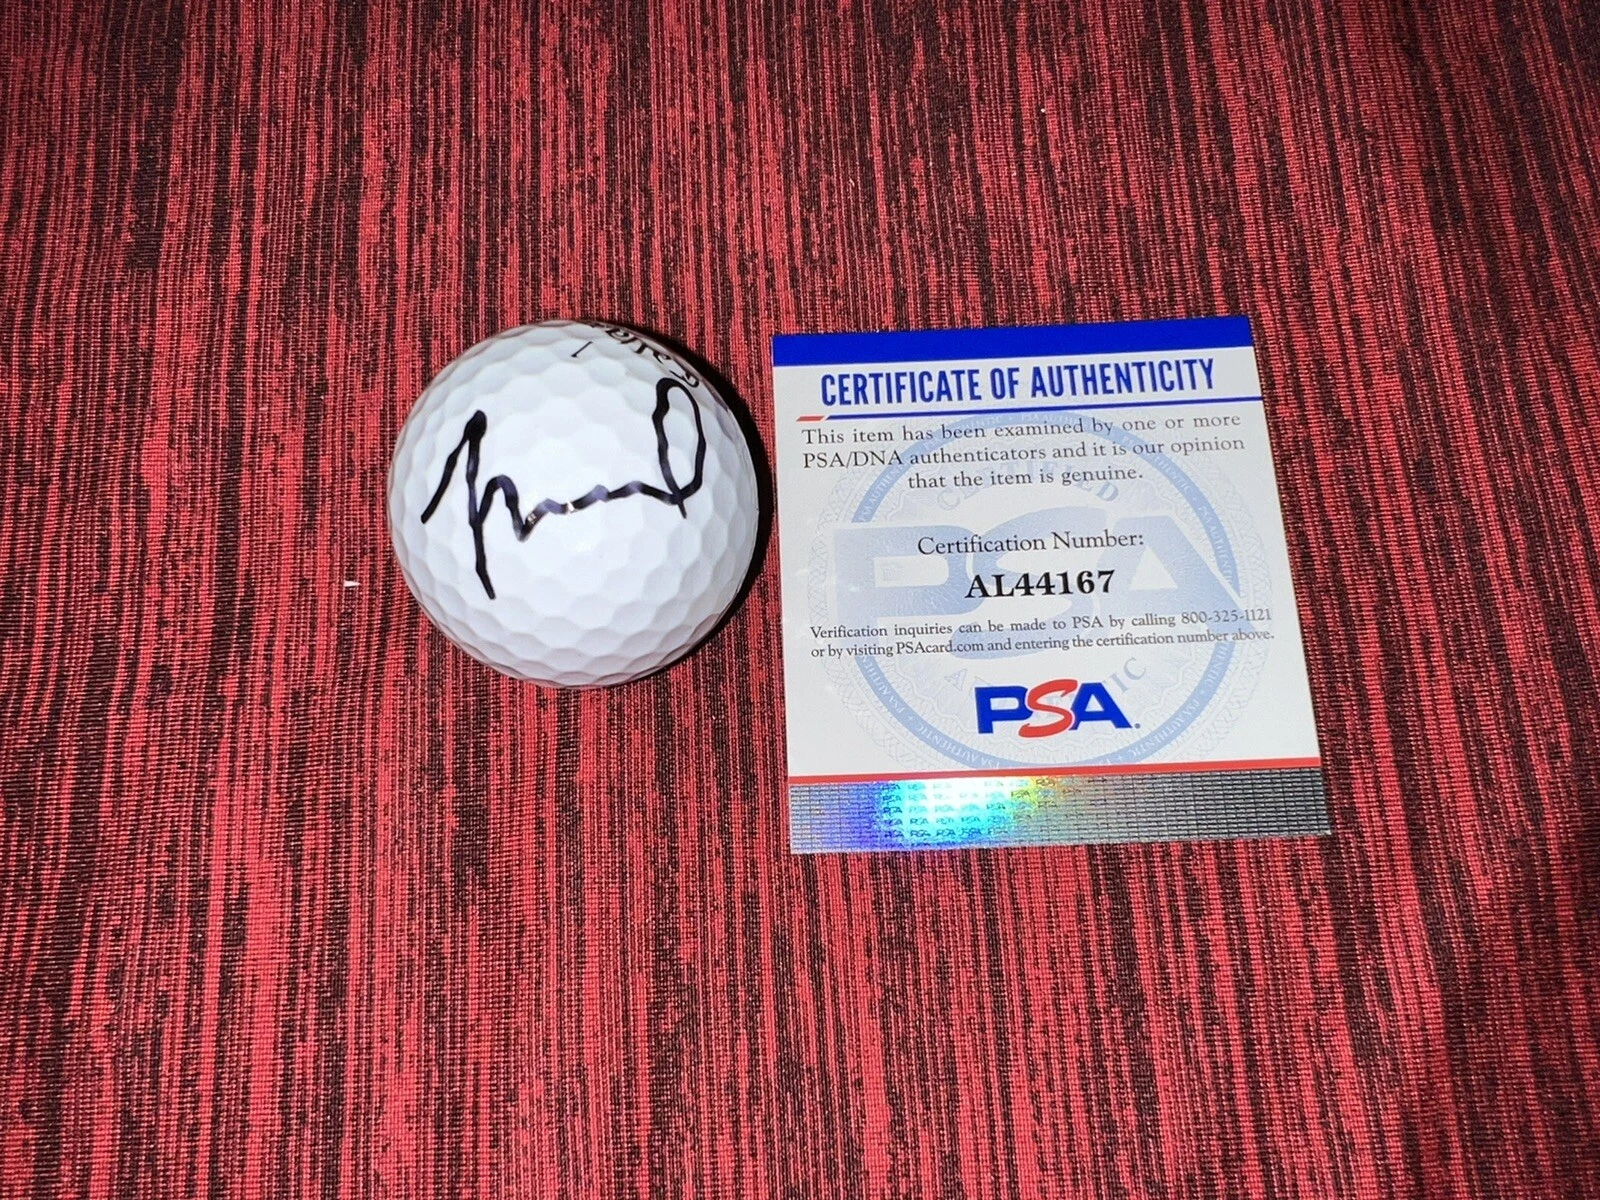 1
CERTIFICATE OF AUTHENTICITY
This item has been examined by one or more
PSA/DNA authenticators and it is our opinion
that the item is genuine.
Certification Number:
AL44167
Verification inquiries can be made to PSA by calling 800-325-1121
or by visiting PSAcard.com and entering the certification number above.
PSA